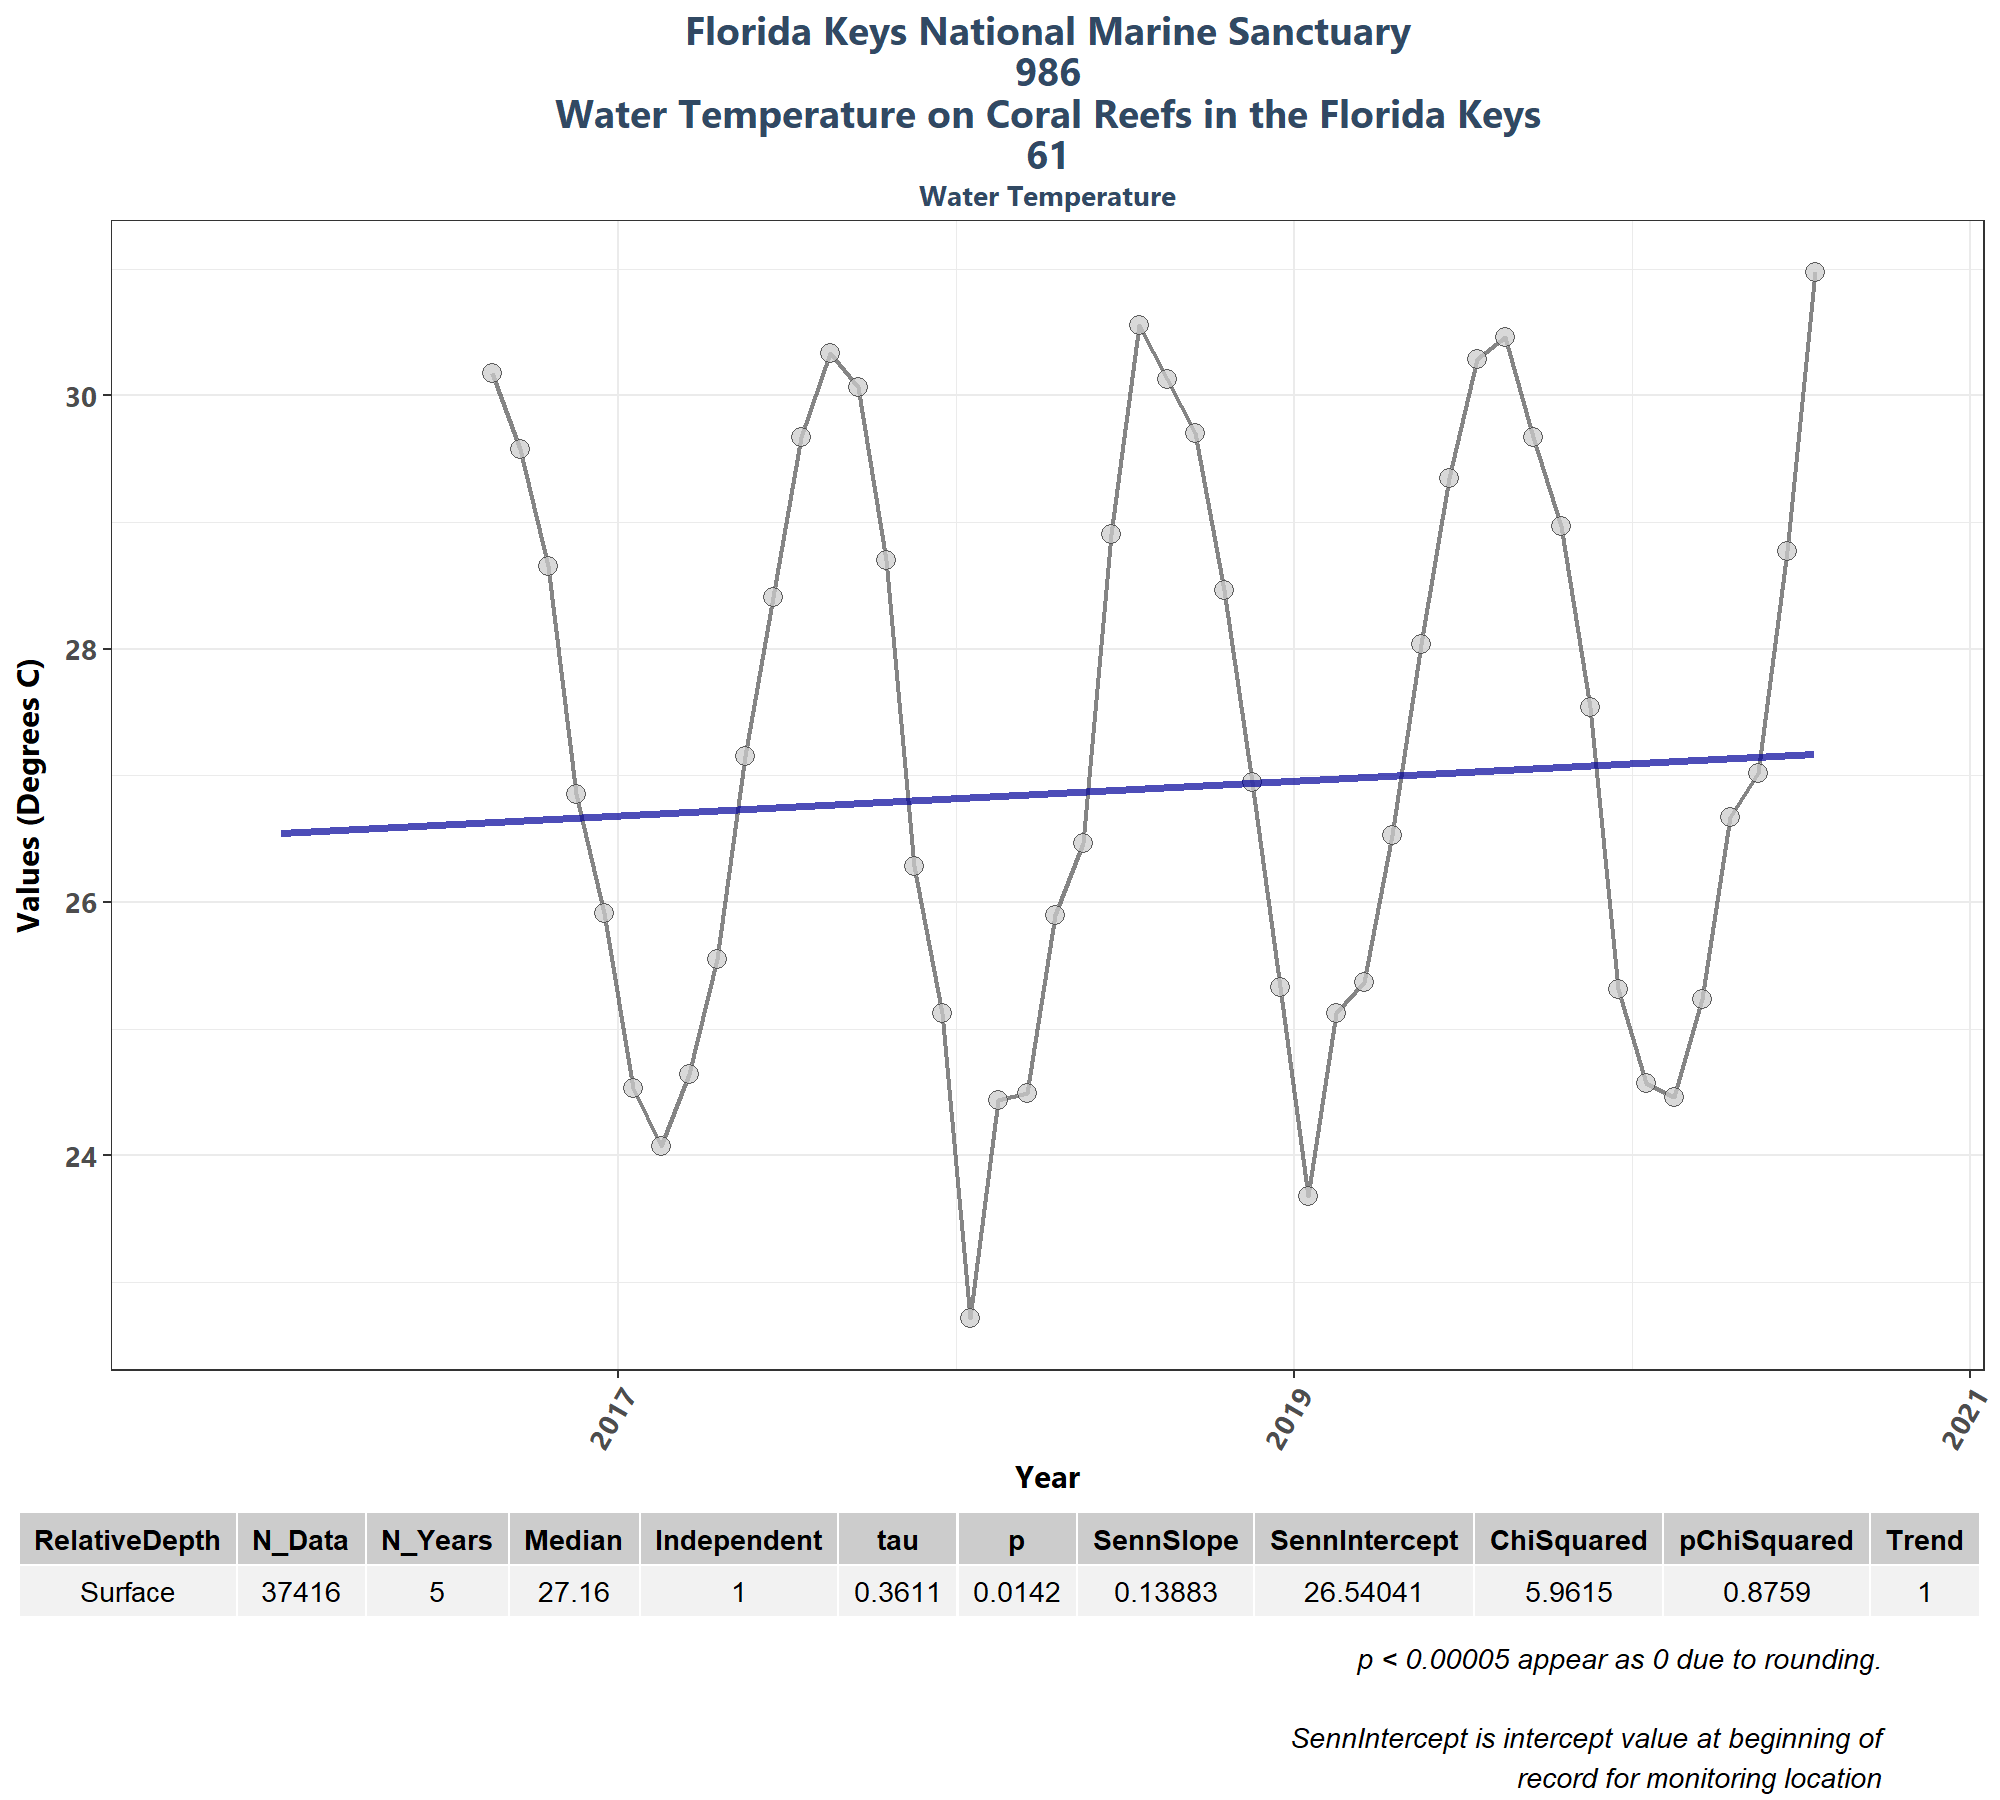 Florida Keys National Marine Sanctuary
986
Water Temperature on Coral Reefs in the Florida Keys
61
Water Temperature
Values (Degrees C)
30
28
26
24
2017
2019
2021
Year
RelativeDepth N_Data N_Years Median Independent tau p SennSlope SennIntercept ChiSquared pChiSquared Trend
Surface 37416 5 27.16 1 0.3611 0.0142 0.13883 26.54041 5.9615 0.8759 1
p < 0.00005 appear as 0 due to rounding.
SennIntercept is intercept value at beginning of
record for monitoring location